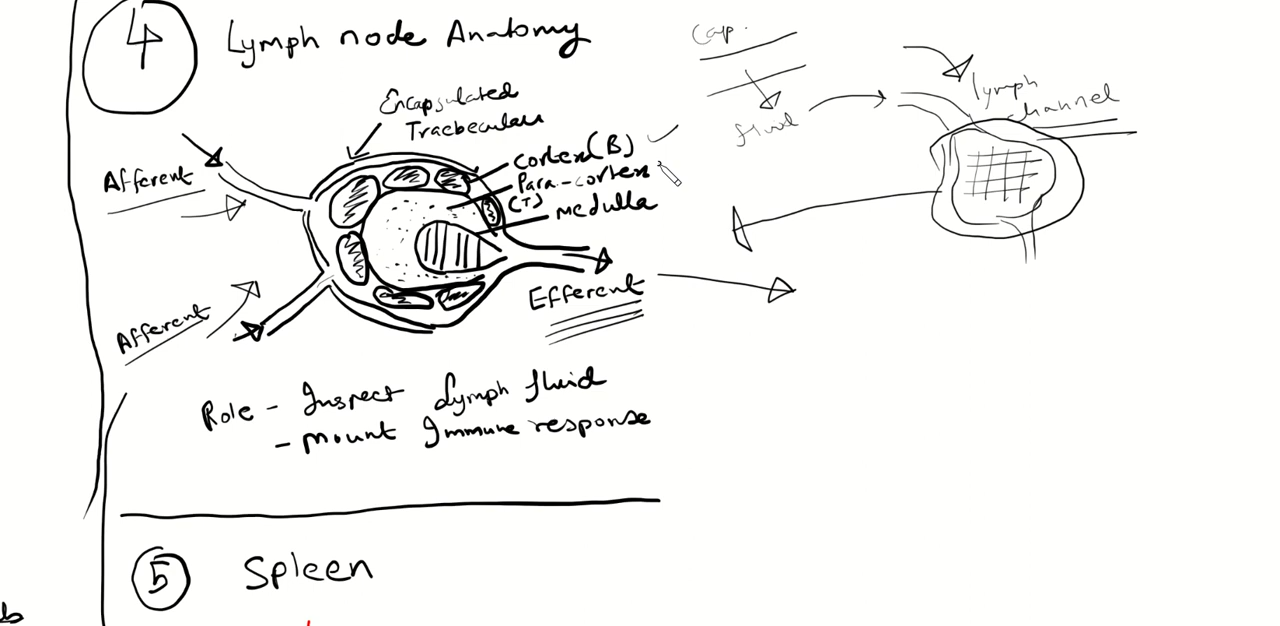 4 Lymph node Anatomy
Encapsulated
Traebeculas
Afferent
Cortex (B)
Para-cortex
(T)
Medulla
Efferent
Afferent
Cap.
fluid
lymph
channel
Role - Inspect Lymph fluid
- Mount Immune response
5 Spleen